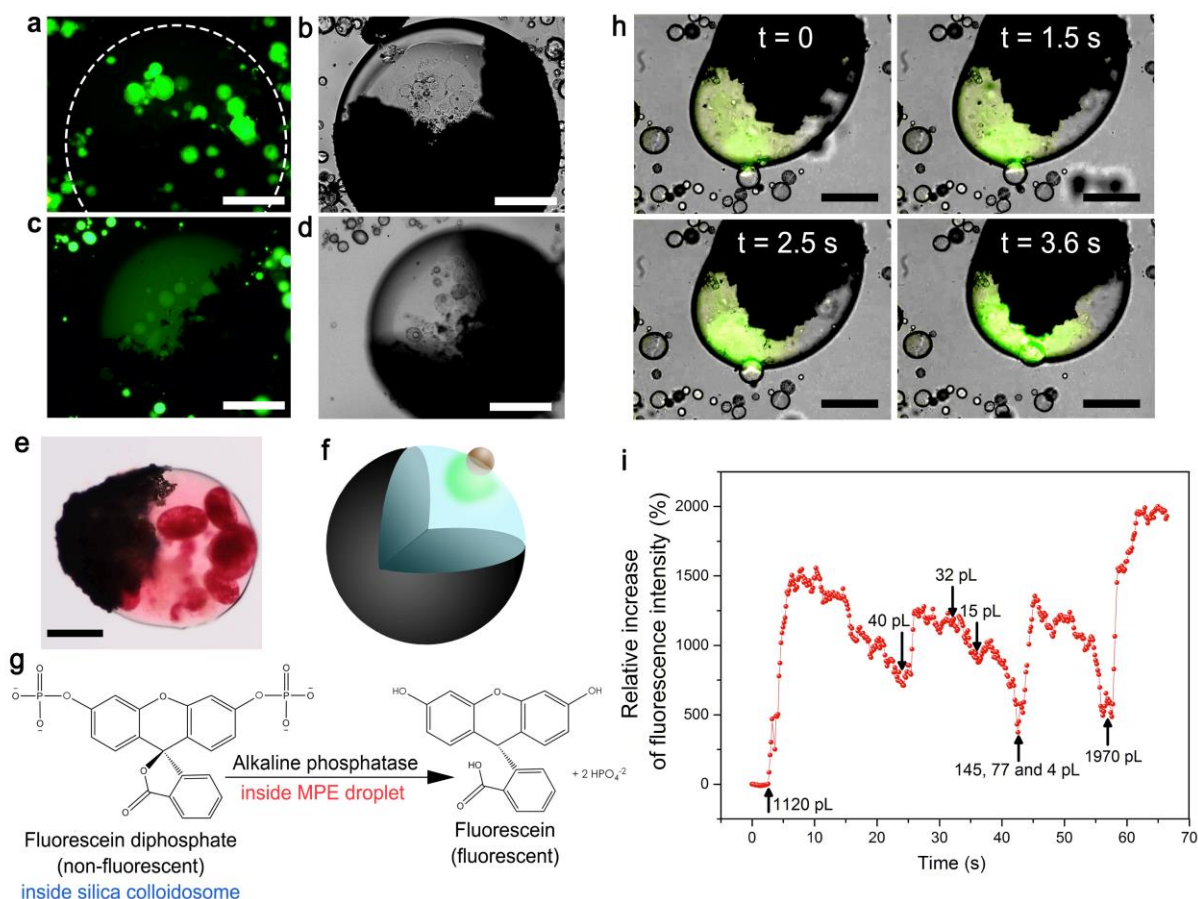 a
b
c
d
e
f
g
O
P
O⁻
⁻O
O⁻
O
O
O
P
O⁻
O⁻
O
O
Alkaline phosphatase
inside MPE droplet
HO
O
OH
HO
O
+ 2 HPO₄⁻²
Fluorescein diphosphate
(non-fluorescent)
inside silica colloidosome
Fluorescein
(fluorescent)
h
t = 0
t = 1.5 s
t = 2.5 s
t = 3.6 s
i
Relative increase
of fluorescence intensity (%)
2000
1500
1000
500
0
32 pL
15 pL
40 pL
145, 77 and 4 pL
1970 pL
1120 pL
0 10 20 30 40 50 60 70
Time (s)